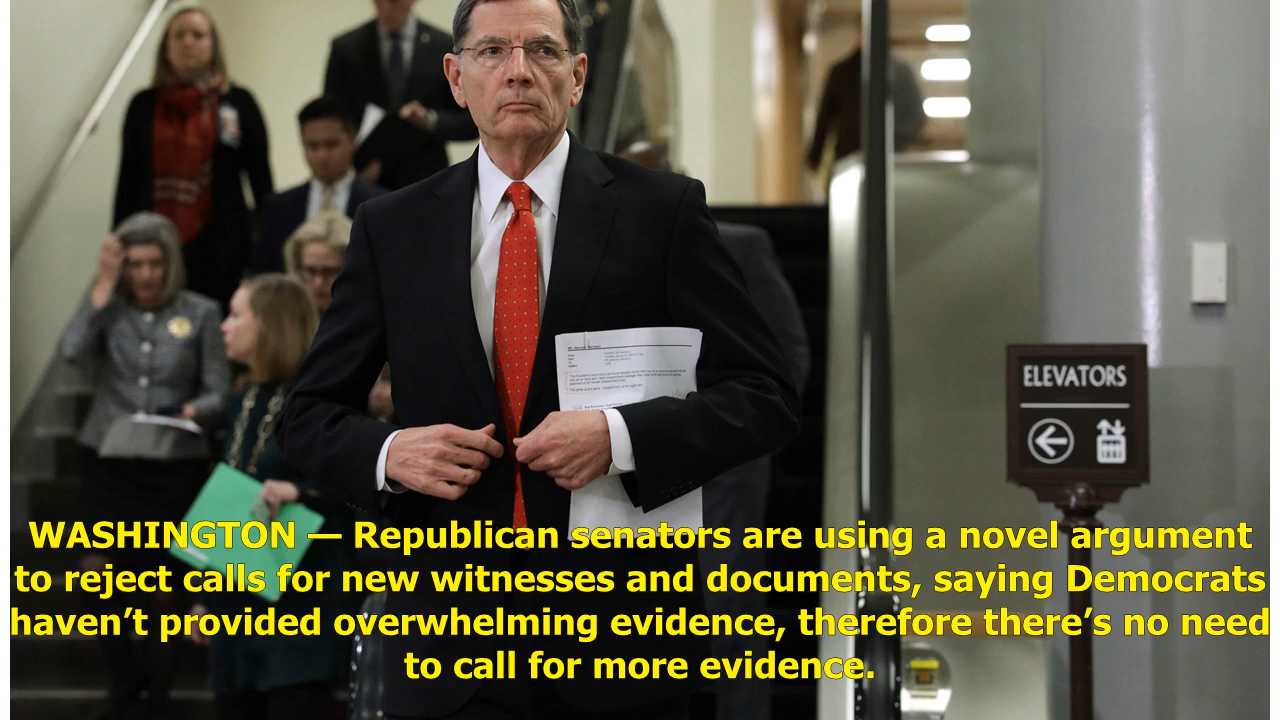 ELEVATORS
WASHINGTON — Republican senators are using a novel argument
to reject calls for new witnesses and documents, saying Democrats
haven’t provided overwhelming evidence, therefore there’s no need
to call for more evidence.